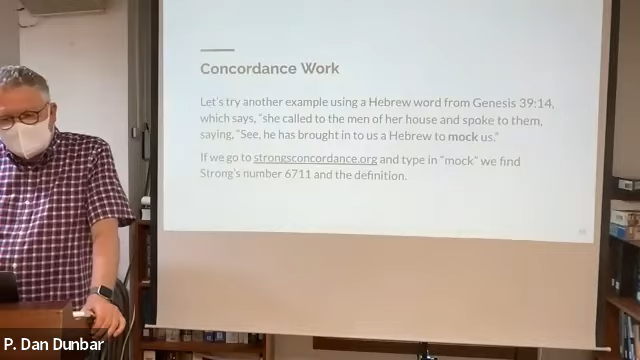 Concordance Work
Let's try another example using a Hebrew word from Genesis 39:14,
which says, "she called to the men of her house and spoke to them,
saying, "See, he has brought in to us a Hebrew to mock us."
If we go to strongsconcordance.org and type in "mock" we find
Strong's number 6711 and the definition.
P. Dan Dunbar